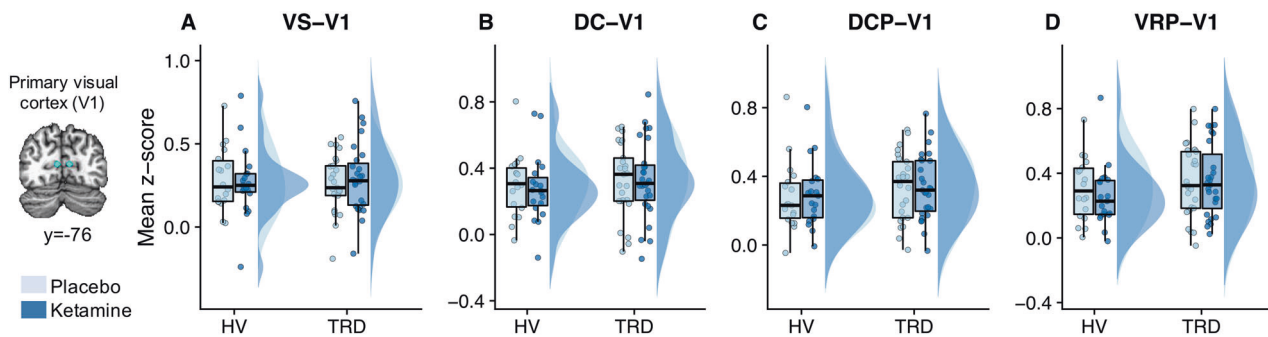 A VS–V1
B DC–V1
C DCP–V1
D VRP–V1
Primary visual
cortex (V1)
y=-76
Placebo
Ketamine
Mean z−score
1.0
0.5
0.0
HV TRD
0.8
0.4
0.0
−0.4
HV TRD
0.8
0.4
0.0
HV TRD
0.8
0.4
0.0
−0.4
HV TRD